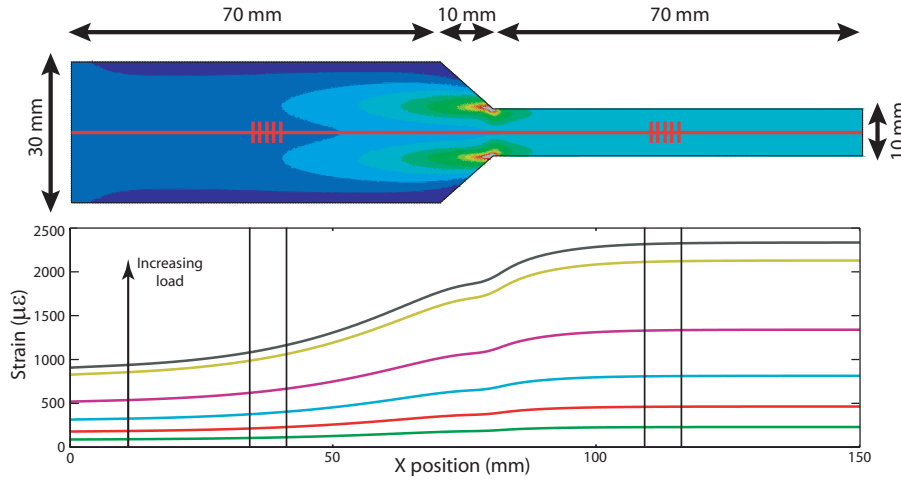 70 mm
10 mm
70 mm
30 mm
10 mm
2500
2000
1500
1000
500
0
Strain (με)
Increasing
load
0
50
100
150
X position (mm)